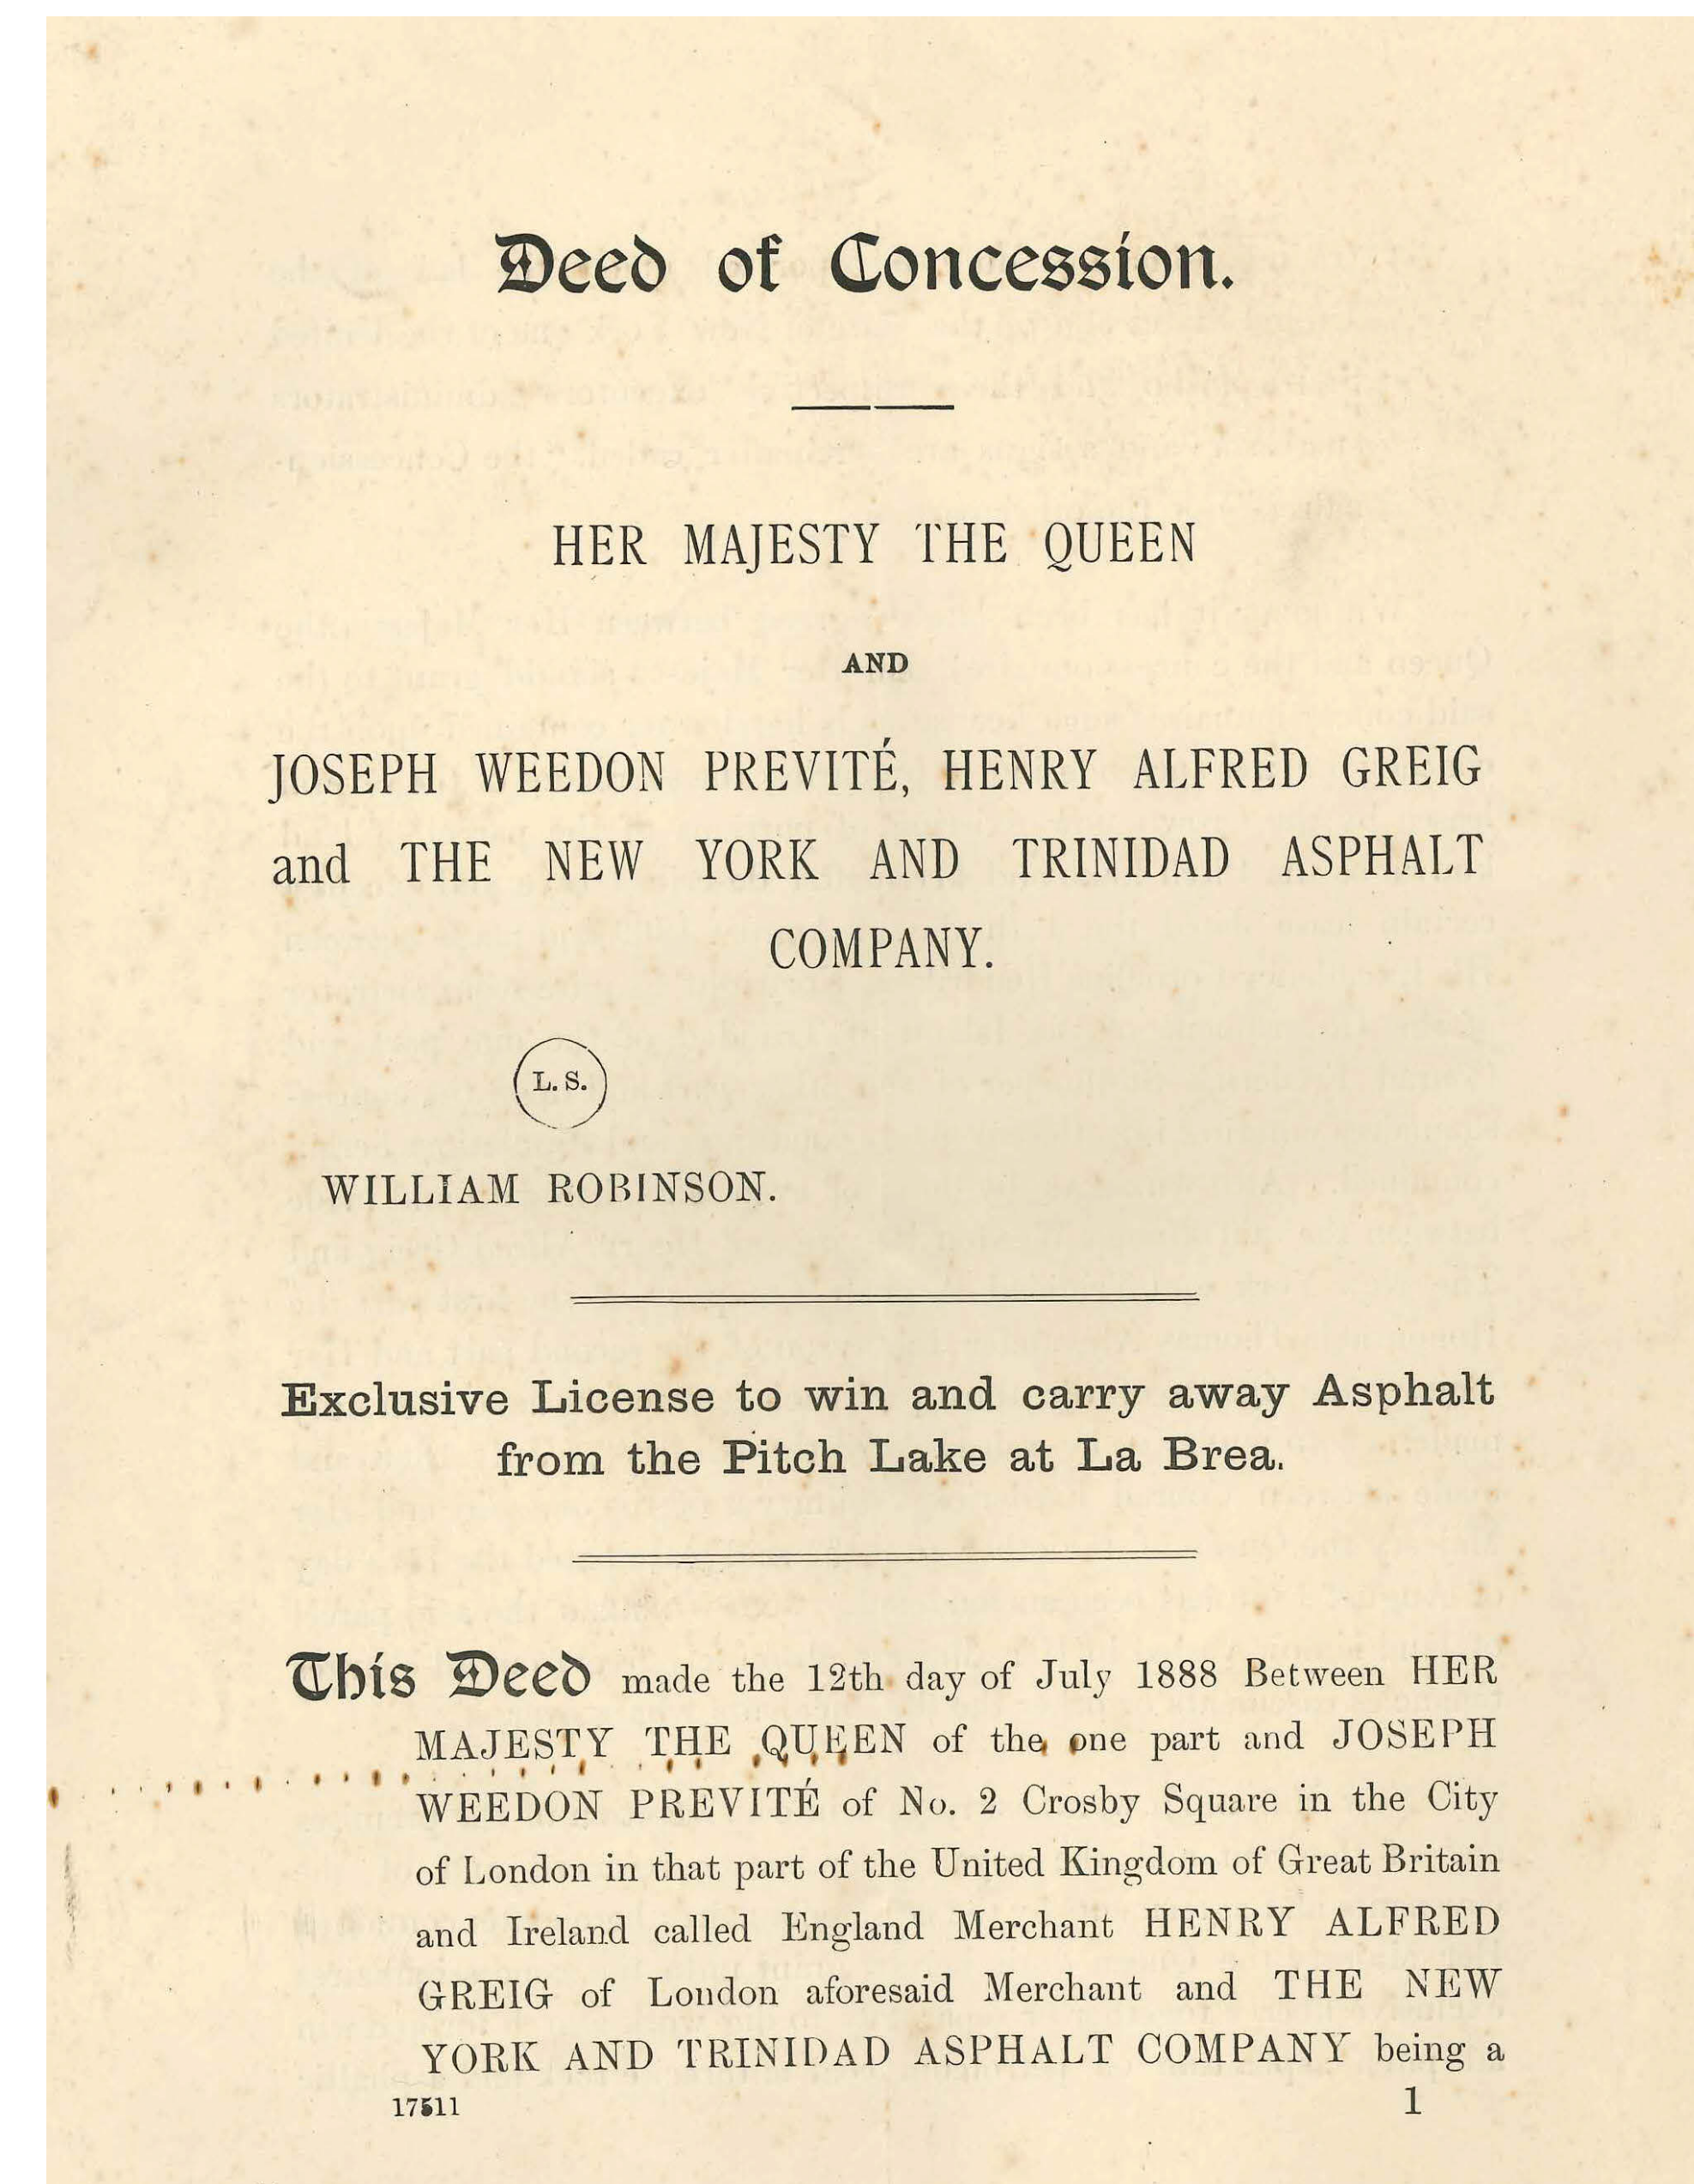 Deed of Concession.
HER MAJESTY THE QUEEN
AND
JOSEPH WEEDON PREVITÉ, HENRY ALFRED GREIG
and THE NEW YORK AND TRINIDAD ASPHALT
COMPANY.
L. S.
WILLIAM ROBINSON.
Exclusive License to win and carry away Asphalt
from the Pitch Lake at La Brea.
This Deed made the 12th day of July 1888 Between HER
MAJESTY THE QUEEN of the one part and JOSEPH
WEEDON PREVITÉ of No. 2 Crosby Square in the City
of London in that part of the United Kingdom of Great Britain
and Ireland called England Merchant HENRY ALFRED
GREIG of London aforesaid Merchant and THE NEW
YORK AND TRINIDAD ASPHALT COMPANY being a
17511 1